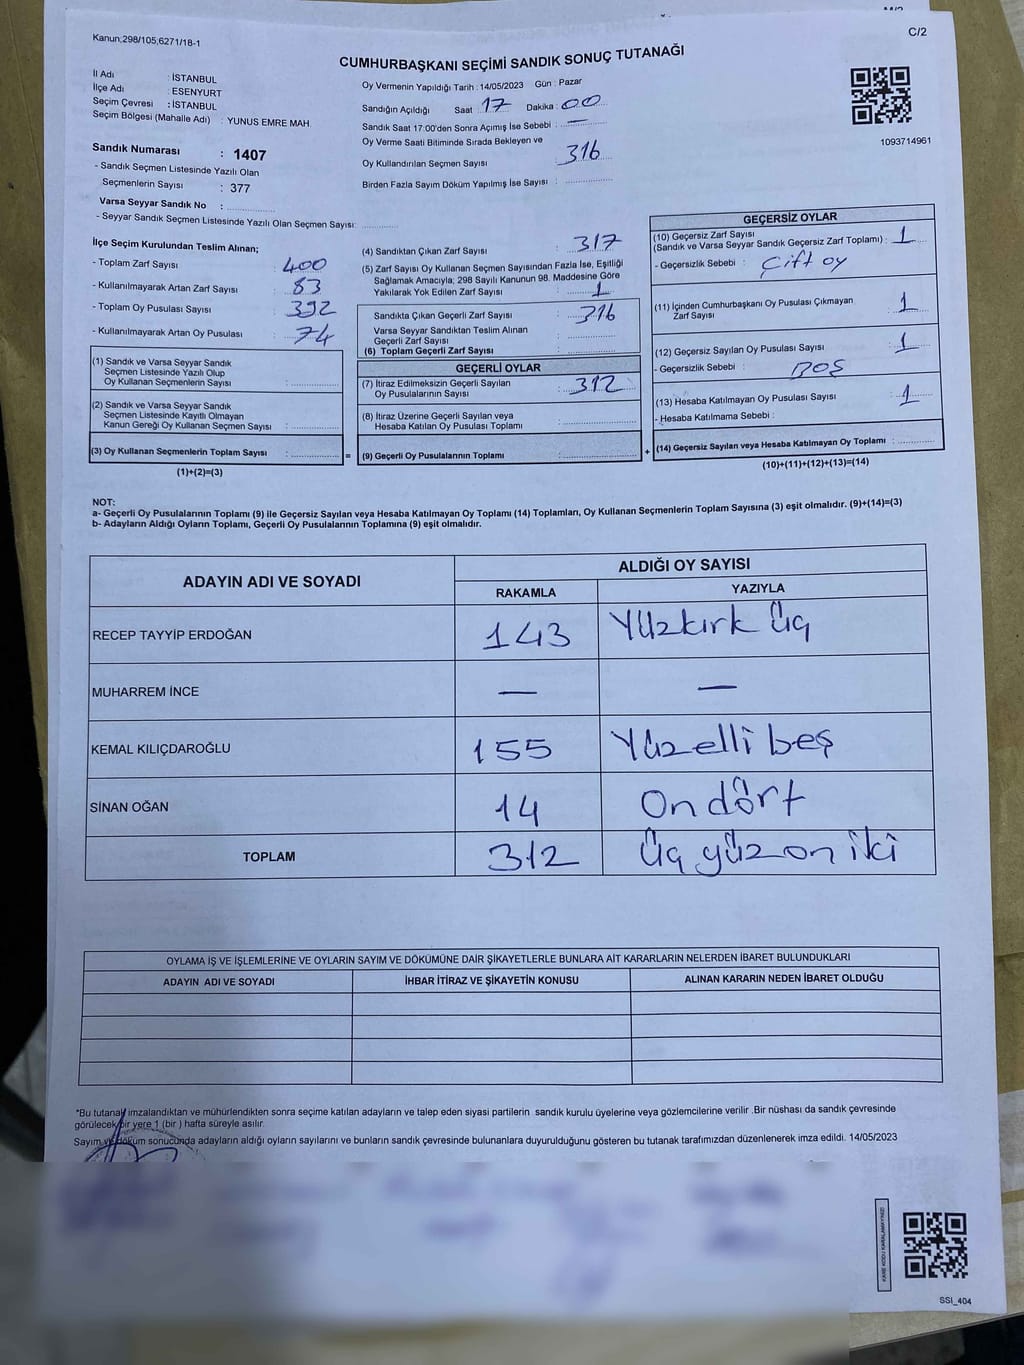 C/2
Kanun;298/105;6271/18-1
CUMHURBAŞKANI SEÇİMİ SANDIK SONUÇ TUTANAĞI
İl Adı : İSTANBUL
İlçe Adı : ESENYURT
Seçim Çevresi : İSTANBUL
Seçim Bölgesi (Mahalle Adı) : YUNUS EMRE MAH.
Sandık Numarası : 1407
- Sandık Seçmen Listesinde Yazılı Olan
Seçmenlerin Sayısı : 377
Varsa Seyyar Sandık No : ..............
- Seyyar Sandık Seçmen Listesinde Yazılı Olan Seçmen Sayısı: ..............
Oy Vermenin Yapıldığı Tarih : 14/05/2023 Gün : Pazar
Sandığın Açıldığı Saat 17 Dakika : 00
Sandık Saat 17:00'den Sonra Açımış İse Sebebi : —
Oy Verme Saati Bitiminde Sırada Bekleyen ve
Oy Kullandırılan Seçmen Sayısı : 316
Birden Fazla Sayım Döküm Yapılmış İse Sayısı : ..............
1093714961
İlçe Seçim Kurulundan Teslim Alınan;
- Toplam Zarf Sayısı : 400
- Kullanılmayarak Artan Zarf Sayısı : 83
- Toplam Oy Pusulası Sayısı : 392
- Kullanılmayarak Artan Oy Pusulası : 74
(1) Sandık ve Varsa Seyyar Sandık
Seçmen Listesinde Yazılı Olup
Oy Kullanan Seçmenlerin Sayısı : ..............
(2) Sandık ve Varsa Seyyar Sandık
Seçmen Listesinde Kayıtlı Olmayan
Kanun Gereği Oy Kullanan Seçmen Sayısı : ..............
(3) Oy Kullanan Seçmenlerin Toplam Sayısı : .............. =
(1)+(2)=(3)
(4) Sandıktan Çıkan Zarf Sayısı : 317
(5) Zarf Sayısı Oy Kullanan Seçmen Sayısından Fazla İse, Eşitliği
Sağlamak Amacıyla; 298 Sayılı Kanunun 98. Maddesine Göre
Yakılarak Yok Edilen Zarf Sayısı : 1
Sandıkta Çıkan Geçerli Zarf Sayısı : 316
Varsa Seyyar Sandıktan Teslim Alınan
Geçerli Zarf Sayısı : ..............
(6) Toplam Geçerli Zarf Sayısı : ..............
GEÇERLİ OYLAR
(7) İtiraz Edilmeksizin Geçerli Sayılan
Oy Pusulalarının Sayısı : 312
(8) İtiraz Üzerine Geçerli Sayılan veya
Hesaba Katılan Oy Pusulası Toplamı : ..............
(9) Geçerli Oy Pusulalarının Toplamı : .............. +
GEÇERSİZ OYLAR
(10) Geçersiz Zarf Sayısı
(Sandık ve Varsa Seyyar Sandık Geçersiz Zarf Toplamı) : 1
- Geçersizlik Sebebi : Çift oy
(11) İçinden Cumhurbaşkanı Oy Pusulası Çıkmayan
Zarf Sayısı : 1
(12) Geçersiz Sayılan Oy Pusulası Sayısı : 1
- Geçersizlik Sebebi : BOŞ
(13) Hesaba Katılmayan Oy Pusulası Sayısı : 1
- Hesaba Katılmama Sebebi :
(14) Geçersiz Sayılan veya Hesaba Katılmayan Oy Toplamı : ..............
(10)+(11)+(12)+(13)=(14)
NOT:
a- Geçerli Oy Pusulalarının Toplamı (9) ile Geçersiz Sayılan veya Hesaba Katılmayan Oy Toplamı (14) Toplamları, Oy Kullanan Seçmenlerin Toplam Sayısına (3) eşit olmalıdır. (9)+(14)=(3)
b- Adayların Aldığı Oyların Toplamı, Geçerli Oy Pusulalarının Toplamına (9) eşit olmalıdır.
ADAYIN ADI VE SOYADI ALDIĞI OY SAYISI
RAKAMLA YAZIYLA
RECEP TAYYİP ERDOĞAN 143 Yüzkırk üç
MUHARREM İNCE — —
KEMAL KILIÇDAROĞLU 155 Yüzelli beş
SİNAN OĞAN 14 On dört
TOPLAM 312 üç yüz on iki
OYLAMA İŞ VE İŞLEMLERİNE VE OYLARIN SAYIM VE DÖKÜMÜNE DAİR ŞİKAYETLERLE BUNLARA AİT KARARLARIN NELERDEN İBARET BULUNDUKLARI
ADAYIN ADI VE SOYADI İHBAR İTİRAZ VE ŞİKAYETİN KONUSU ALINAN KARARIN NEDEN İBARET OLDUĞU
*Bu tutanak imzalandıktan ve mühürlendikten sonra seçime katılan adayların ve talep eden siyasi partilerin sandık kurulu üyelerine veya gözlemcilerine verilir .Bir nüshası da sandık çevresinde
görülecek bir yere 1 (bir ) hafta süreyle asılır.
Sayım ve döküm sonucunda adayların aldığı oyların sayılarını ve bunların sandık çevresinde bulunanlara duyurulduğunu gösteren bu tutanak tarafımızdan düzenlenerek imza edildi. 14/05/2023
KARE KODU KARALAMAYINIZ!
SSI_404